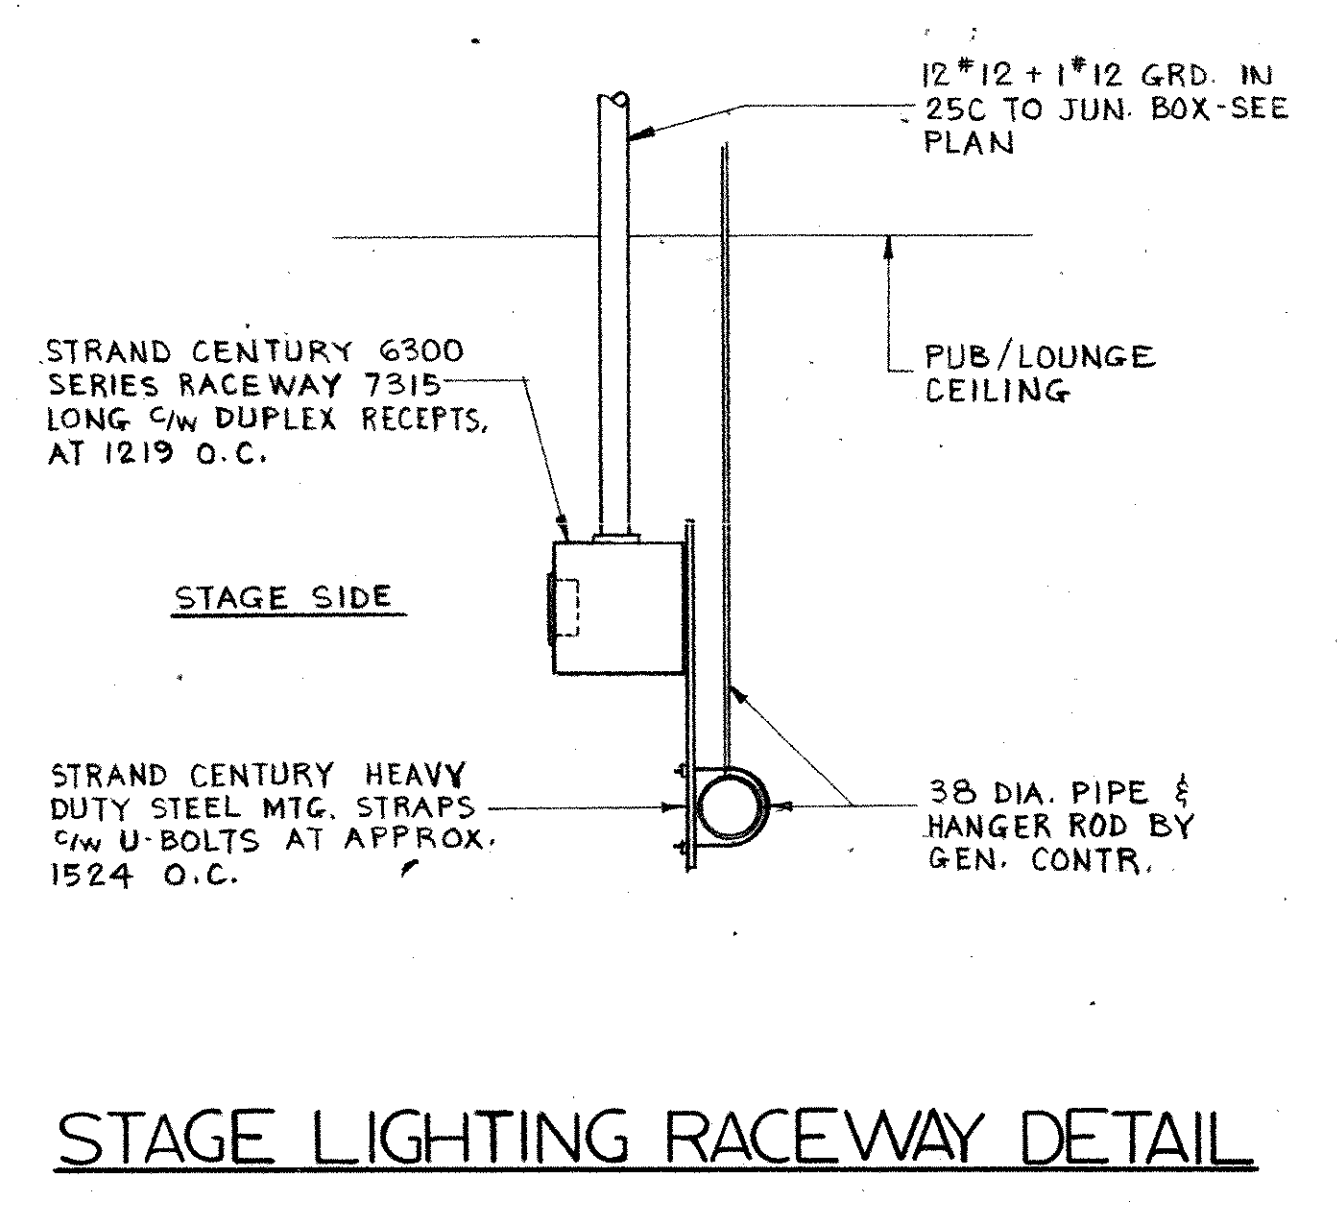 12 #12 + 1 #12 GRD. IN
25C TO JUN. BOX-SEE
PLAN
STRAND CENTURY 6300
SERIES RACEWAY 7315
LONG C/W DUPLEX RECEPTS.
AT 1219 O.C.
PUB/LOUNGE
CEILING
STAGE SIDE
STRAND CENTURY HEAVY
DUTY STEEL MTG. STRAPS
C/W U-BOLTS AT APPROX.
1524 O.C.
38 DIA. PIPE &
HANGER ROD BY
GEN. CONTR.
STAGE LIGHTING RACEWAY DETAIL